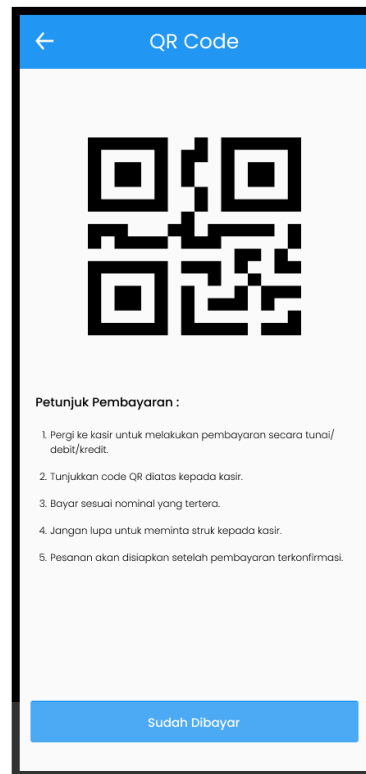 QR Code
Petunjuk Pembayaran :
1. Pergi ke kasir untuk melakukan pembayaran secara tunai/
debit/kredit.
2. Tunjukkan code QR diatas kepada kasir.
3. Bayar sesuai nominal yang tertera.
4. Jangan lupa untuk meminta struk kepada kasir.
5. Pesanan akan disiapkan setelah pembayaran terkonfirmasi.
Sudah Dibayar